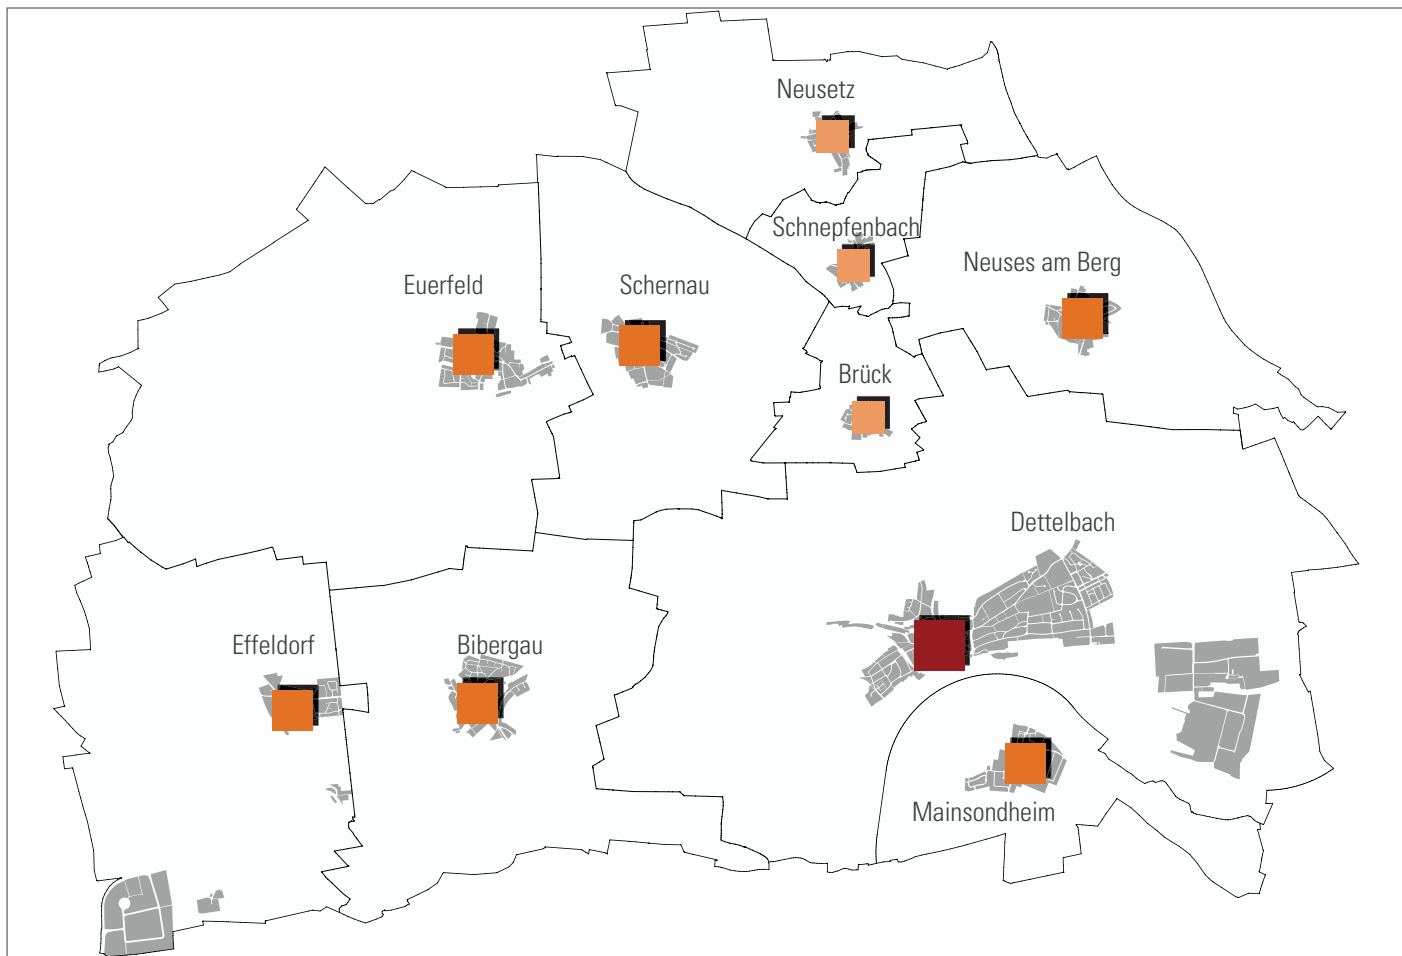 Neusetz
Schnepfenbach
Neuses am Berg
Euerfeld
Schernau
Brück
Dettelbach
Effeldorf
Bibergau
Mainsondheim